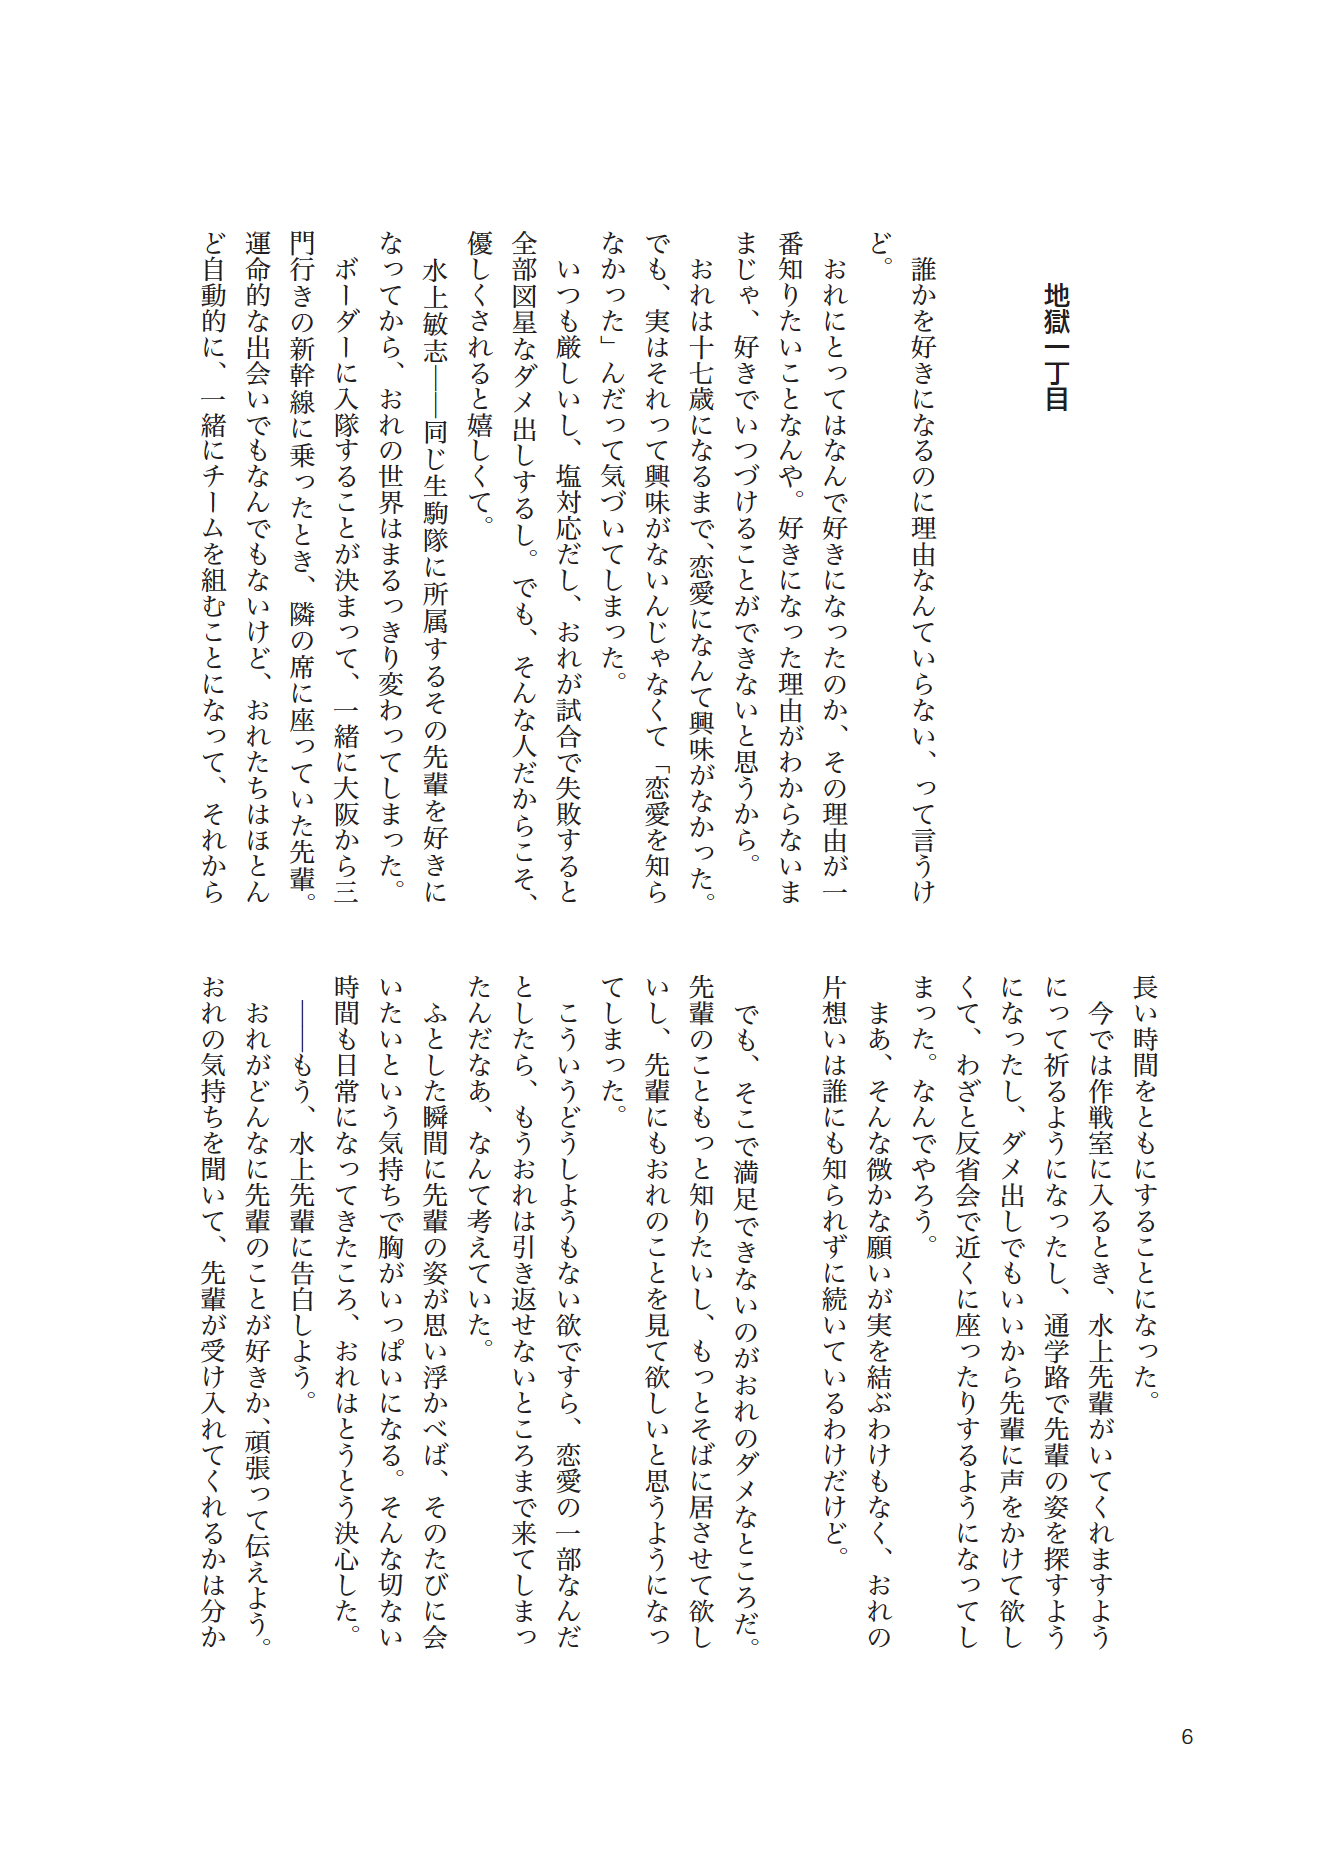 地獄一丁目
　誰かを好きになるのに理由なんていらない、って言うけ
ど。
　おれにとってはなんで好きになったのか、その理由が一
番知りたいことなんや。好きになった理由がわからないま
まじゃ、好きでいつづけることができないと思うから。
　おれは十七歳になるまで、恋愛になんて興味がなかった。
でも、実はそれって興味がないんじゃなくて「恋愛を知ら
なかった」んだって気づいてしまった。
　いつも厳しいし、塩対応だし、おれが試合で失敗すると
全部図星なダメ出しするし。でも、そんな人だからこそ、
優しくされると嬉しくて。
　水上敏志――同じ生駒隊に所属するその先輩を好きに
なってから、おれの世界はまるっきり変わってしまった。
　ボーダーに入隊することが決まって、一緒に大阪から三
門行きの新幹線に乗ったとき、隣の席に座っていた先輩。
運命的な出会いでもなんでもないけど、おれたちはほとん
ど自動的に、一緒にチームを組むことになって、それから
長い時間をともにすることになった。
　今では作戦室に入るとき、水上先輩がいてくれますよう
にって祈るようになったし、通学路で先輩の姿を探すよう
になったし、ダメ出しでもいいから先輩に声をかけて欲し
くて、わざと反省会で近くに座ったりするようになってし
まった。なんでやろう。
　まあ、そんな微かな願いが実を結ぶわけもなく、おれの
片想いは誰にも知られずに続いているわけだけど。
　でも、そこで満足できないのがおれのダメなところだ。
先輩のこともっと知りたいし、もっとそばに居させて欲し
いし、先輩にもおれのことを見て欲しいと思うようになっ
てしまった。
　こういうどうしようもない欲ですら、恋愛の一部なんだ
としたら、もうおれは引き返せないところまで来てしまっ
たんだなあ、なんて考えていた。
　ふとした瞬間に先輩の姿が思い浮かべば、そのたびに会
いたいという気持ちで胸がいっぱいになる。そんな切ない
時間も日常になってきたころ、おれはとうとう決心した。
　――もう、水上先輩に告白しよう。
　おれがどんなに先輩のことが好きか、頑張って伝えよう。
おれの気持ちを聞いて、先輩が受け入れてくれるかは分か
6